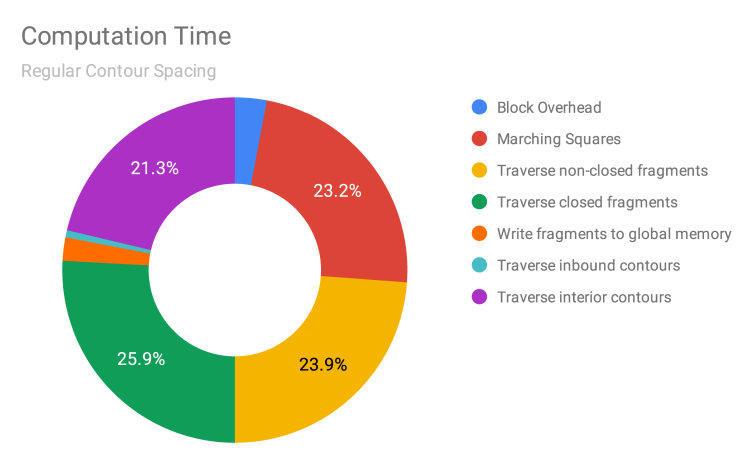 Computation Time
Regular Contour Spacing
Block Overhead
Marching Squares
Traverse non-closed fragments
Traverse closed fragments
Write fragments to global memory
Traverse inbound contours
Traverse interior contours
21.3%
23.2%
25.9%
23.9%